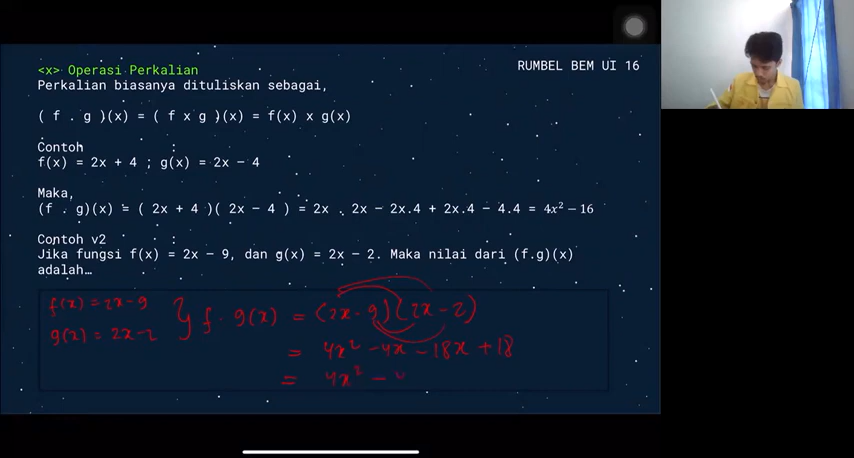 <x> Operasi Perkalian
RUMBEL BEM UI 16
Perkalian biasanya dituliskan sebagai,
( f . g )(x) = ( f x g )(x) = f(x) x g(x)
Contoh :
f(x) = 2x + 4 ; g(x) = 2x – 4
Maka,
(f . g)(x) = ( 2x + 4 )( 2x – 4 ) = 2x . 2x – 2x.4 + 2x.4 – 4.4 = 4x² – 16
Contoh v2 :
Jika fungsi f(x) = 2x – 9, dan g(x) = 2x – 2. Maka nilai dari (f.g)(x)
adalah…
f(x) = 2x - 9
g(x) = 2x - 2
f . g(x) = (2x - 9)(2x - 2)
= 4x² - 4x - 18x + 18
= 4x² -